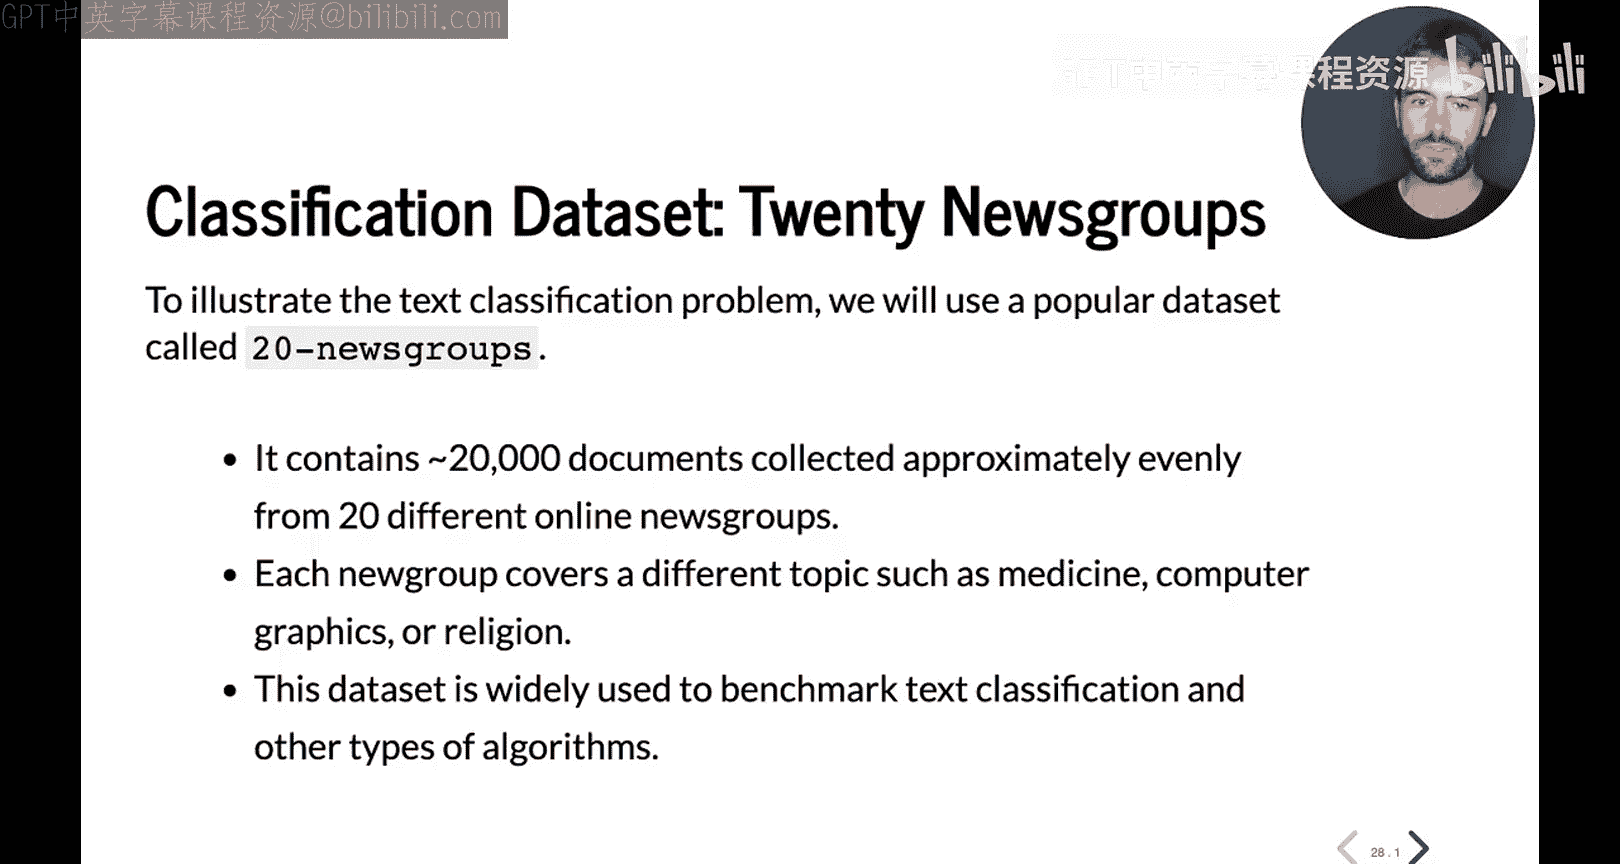 GPT中英字幕课程资源@bilibili.com
课程资源 bilibili
Classification Dataset: Twenty Newsgroups
To illustrate the text classification problem, we will use a popular dataset
called 20-newsgroups.
• It contains ~20,000 documents collected approximately evenly
from 20 different online newsgroups.
• Each newgroup covers a different topic such as medicine, computer
graphics, or religion.
• This dataset is widely used to benchmark text classification and
other types of algorithms.
28.1